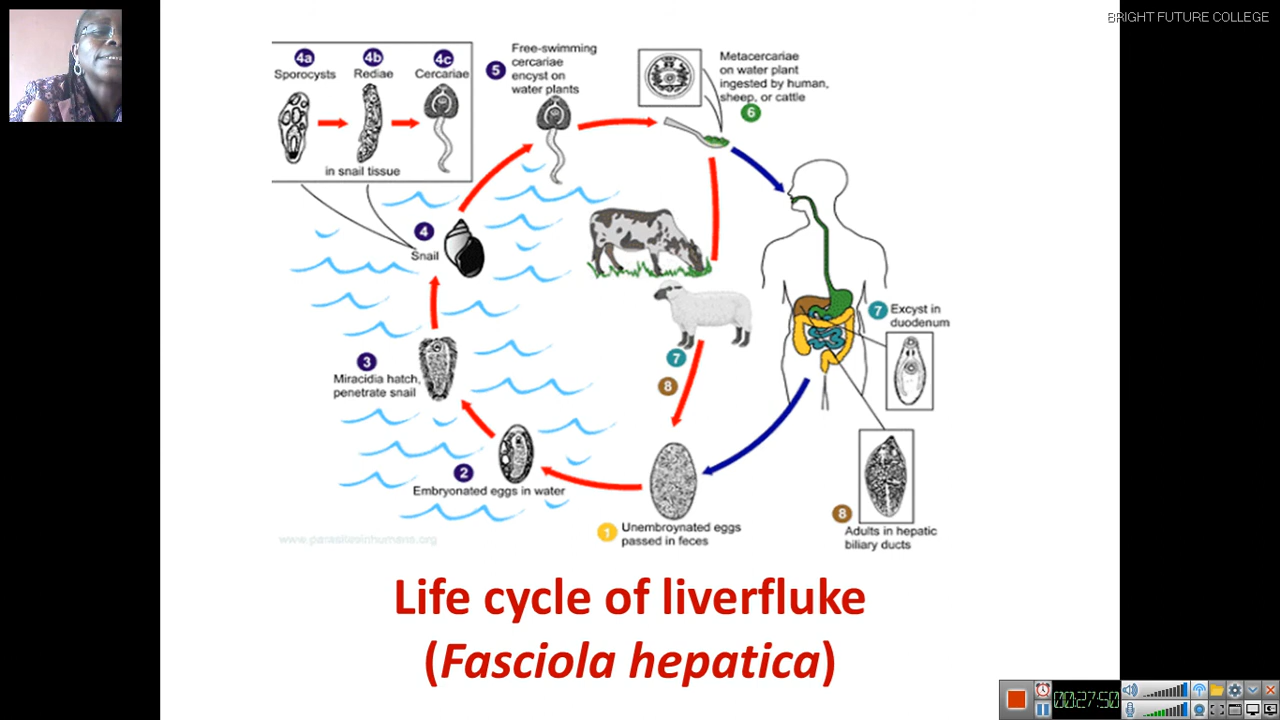 BRIGHT FUTURE COLLEGE
4a
4b
4c
Sporocysts
Rediae
Cercariae
in snail tissue
5
Free-swimming
cercariae
encyst on
water plants
Metacercariae
on water plant
ingested by human,
sheep, or cattle
6
4
Snail
7
Excyst in
duodenum
3
Miracidia hatch,
penetrate snail
7
8
2
Embryonated eggs in water
1
Unembroynated eggs
passed in feces
8
Adults in hepatic
biliary ducts
www.parasitesinhumans.org
Life cycle of liverfluke
(Fasciola hepatica)
00:27:50